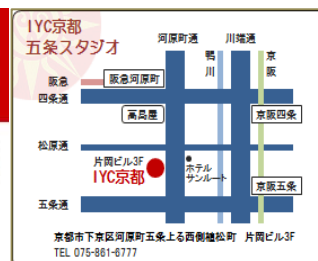 IYC京都
五条スタジオ
河原町通
川端通
鴨川
京阪
阪急
阪急河原町
四条通
高島屋
京阪四条
松原通
片岡ビル3F
IYC京都
ホテル
サンルート
京阪五条
五条通
京都市下京区河原町五条上る西側植松町 片岡ビル3F
TEL 075-861-6777